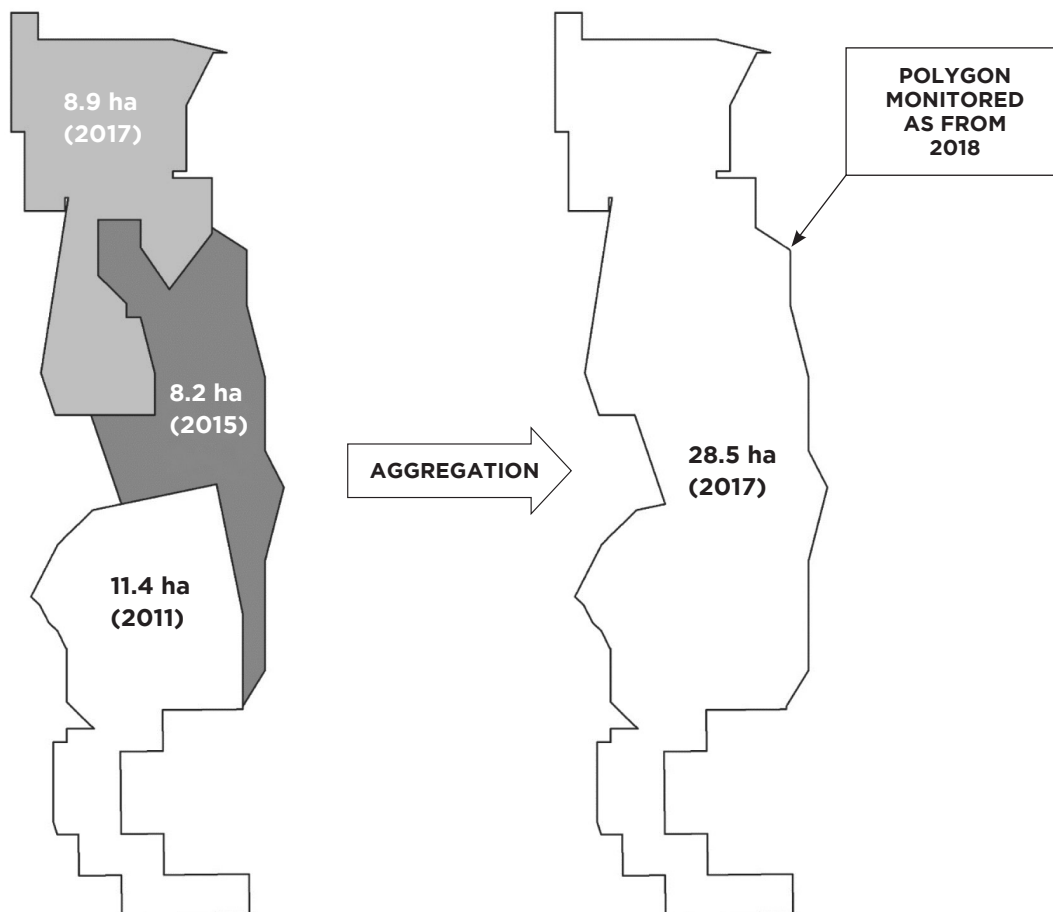 8.9 ha
(2017)
8.2 ha
(2015)
11.4 ha
(2011)
AGGREGATION
28.5 ha
(2017)
POLYGON
MONITORED
AS FROM
2018